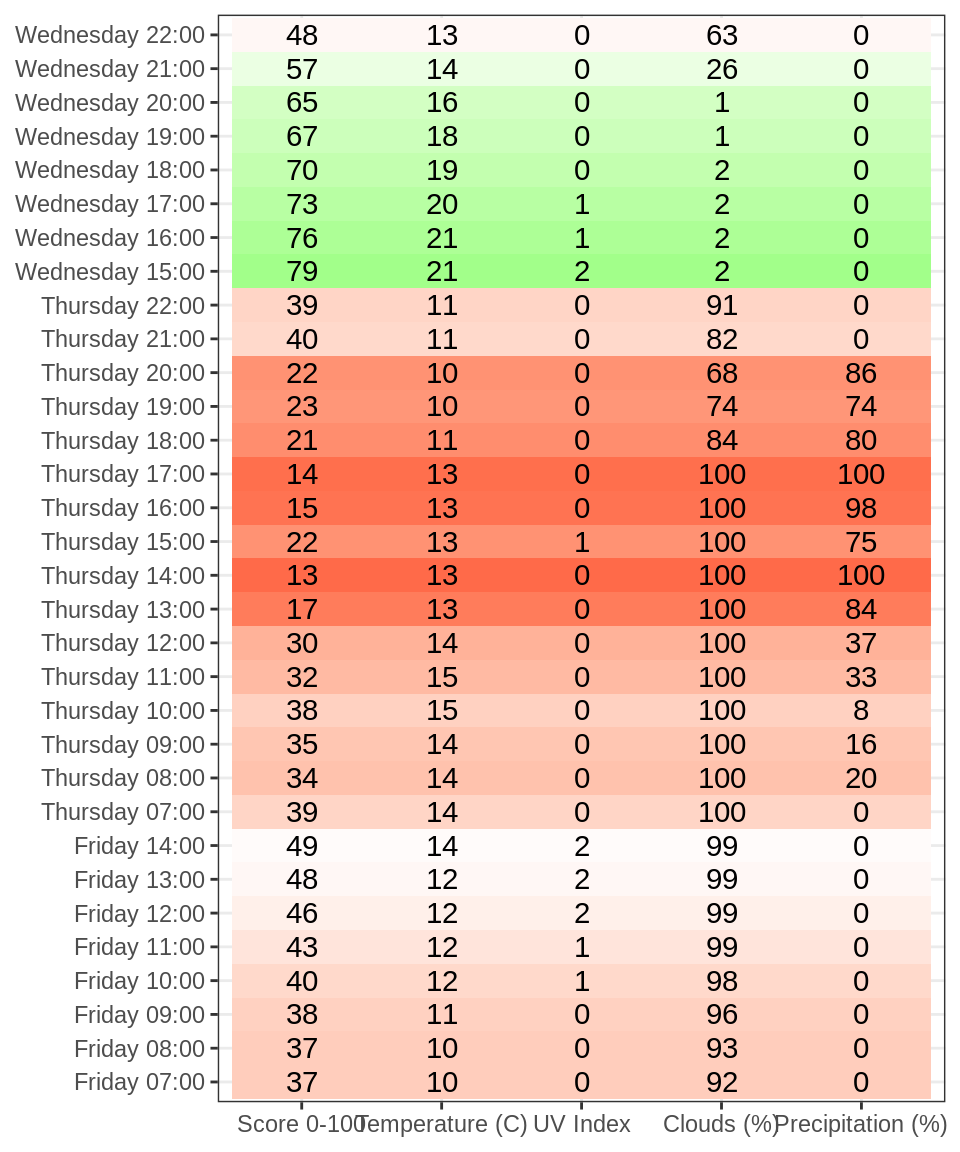 Wednesday 22:00 48 13 0 63 0
Wednesday 21:00 57 14 0 26 0
Wednesday 20:00 65 16 0 1 0
Wednesday 19:00 67 18 0 1 0
Wednesday 18:00 70 19 0 2 0
Wednesday 17:00 73 20 1 2 0
Wednesday 16:00 76 21 1 2 0
Wednesday 15:00 79 21 2 2 0
Thursday 22:00 39 11 0 91 0
Thursday 21:00 40 11 0 82 0
Thursday 20:00 22 10 0 68 86
Thursday 19:00 23 10 0 74 74
Thursday 18:00 21 11 0 84 80
Thursday 17:00 14 13 0 100 100
Thursday 16:00 15 13 0 100 98
Thursday 15:00 22 13 1 100 75
Thursday 14:00 13 13 0 100 100
Thursday 13:00 17 13 0 100 84
Thursday 12:00 30 14 0 100 37
Thursday 11:00 32 15 0 100 33
Thursday 10:00 38 15 0 100 8
Thursday 09:00 35 14 0 100 16
Thursday 08:00 34 14 0 100 20
Thursday 07:00 39 14 0 100 0
Friday 14:00 49 14 2 99 0
Friday 13:00 48 12 2 99 0
Friday 12:00 46 12 2 99 0
Friday 11:00 43 12 1 99 0
Friday 10:00 40 12 1 98 0
Friday 09:00 38 11 0 96 0
Friday 08:00 37 10 0 93 0
Friday 07:00 37 10 0 92 0
Score 0-100 Temperature (C) UV Index Clouds (%) Precipitation (%)